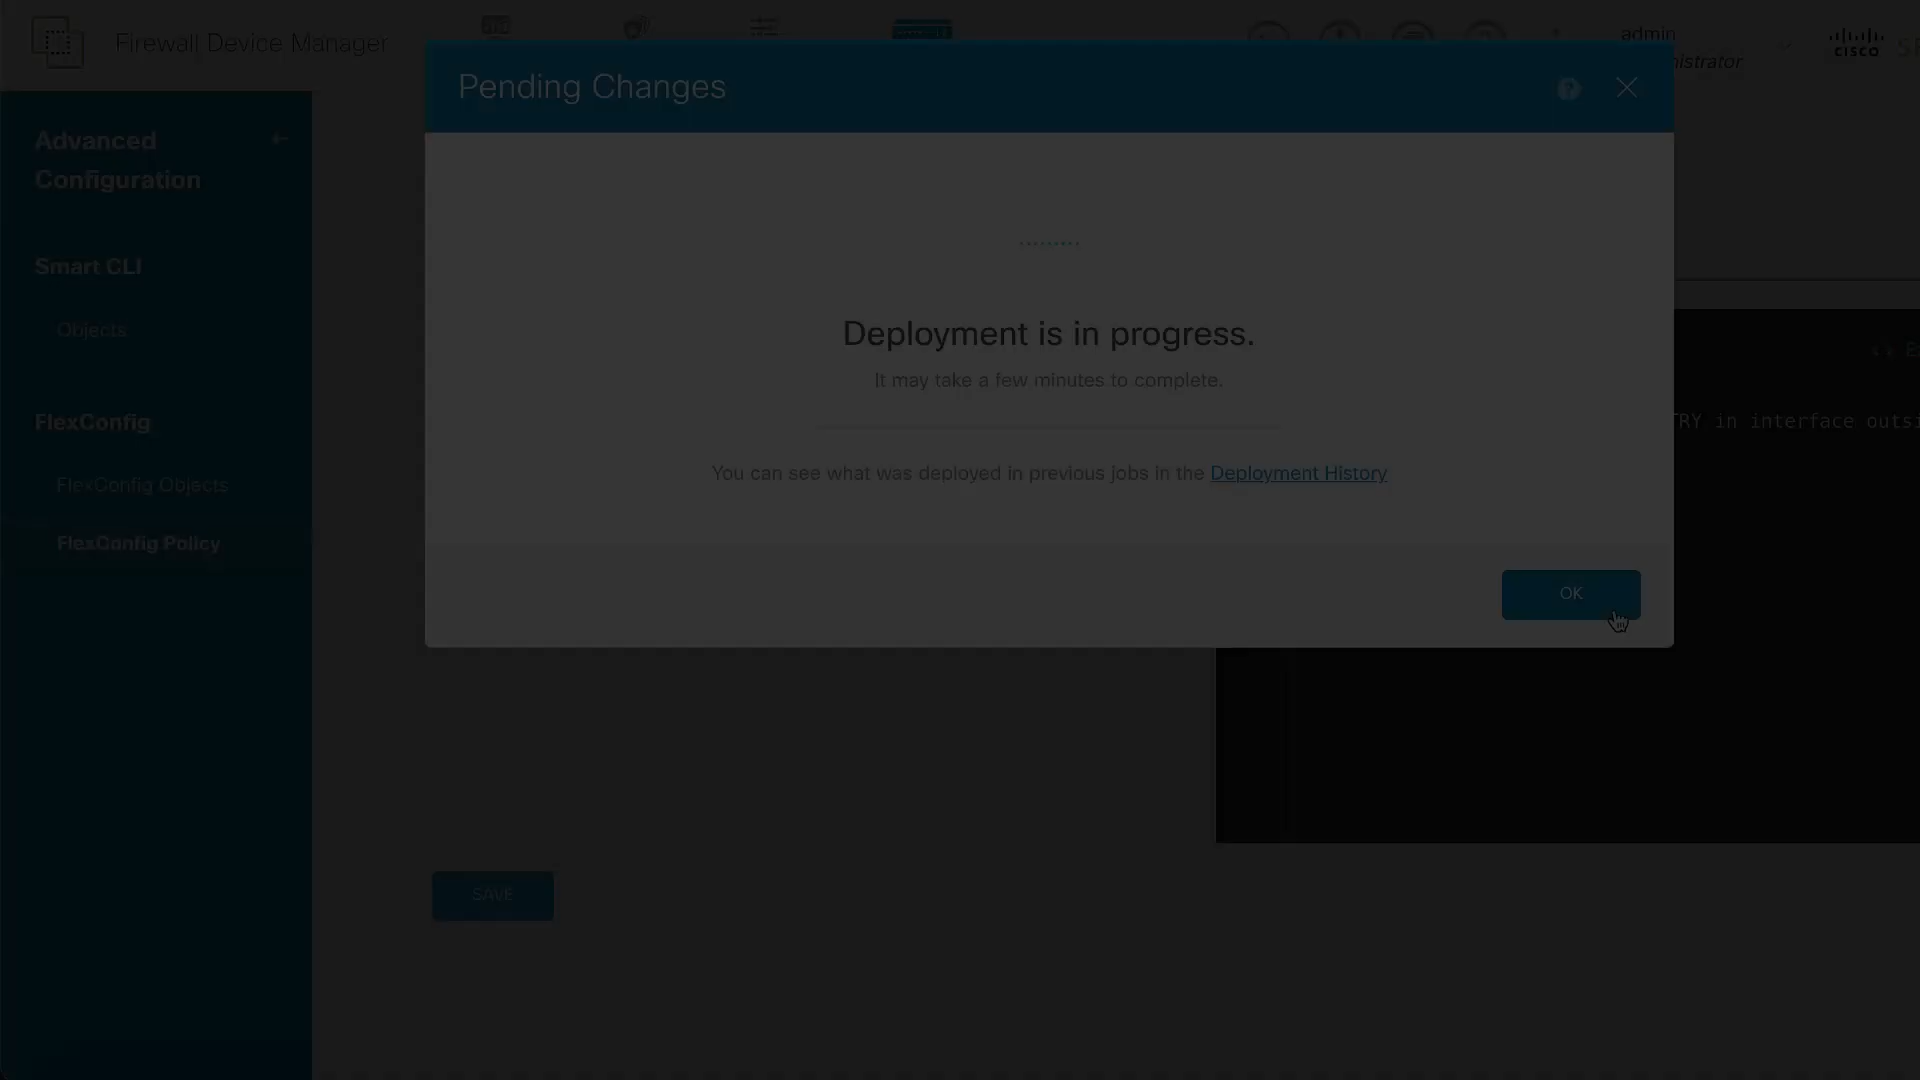 Firewall Device Manager
admin
nistrator
cisco
Pending Changes
Advanced
Configuration
Smart CLI
Objects
FlexConfig
FlexConfig Objects
FlexConfig Policy
Deployment is in progress.
It may take a few minutes to complete.
You can see what was deployed in previous jobs in the Deployment History
OK
TRY in interface outsi
SAVE